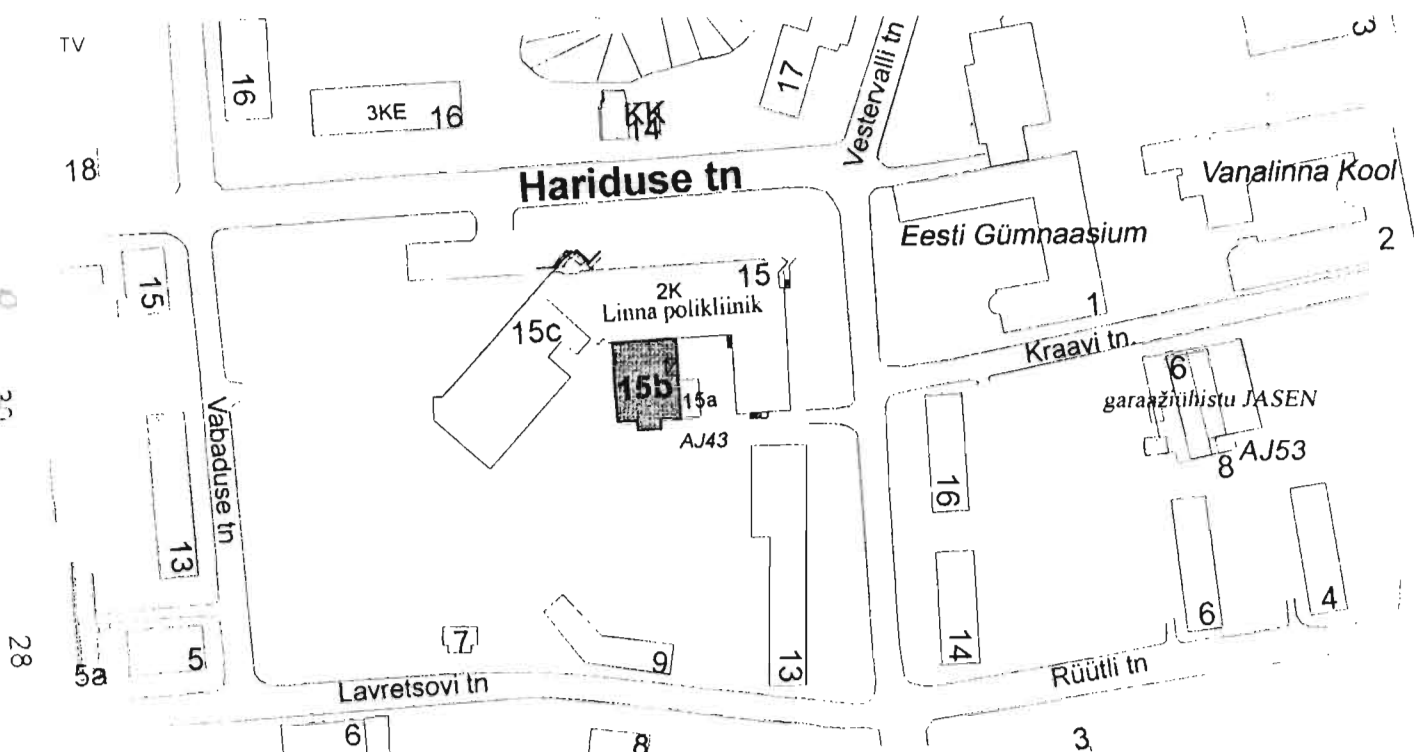 TV
16
3KE 16
KK
14
17
Vestervalli tn
3
18
Hariduse tn
Vanalinna Kool
Eesti Gümnaasium
2
15
15
2K
Linna polikliinik
15c
1
Kraavi tn.
15b
15a
AJ43
6
garaažiühistu JASEN
AJ53
8
Vabaduse tn
16
13
28
5a
5
7
9
13
14
6
4
Lavretsovi tn
Rüütli tn
6
8
3